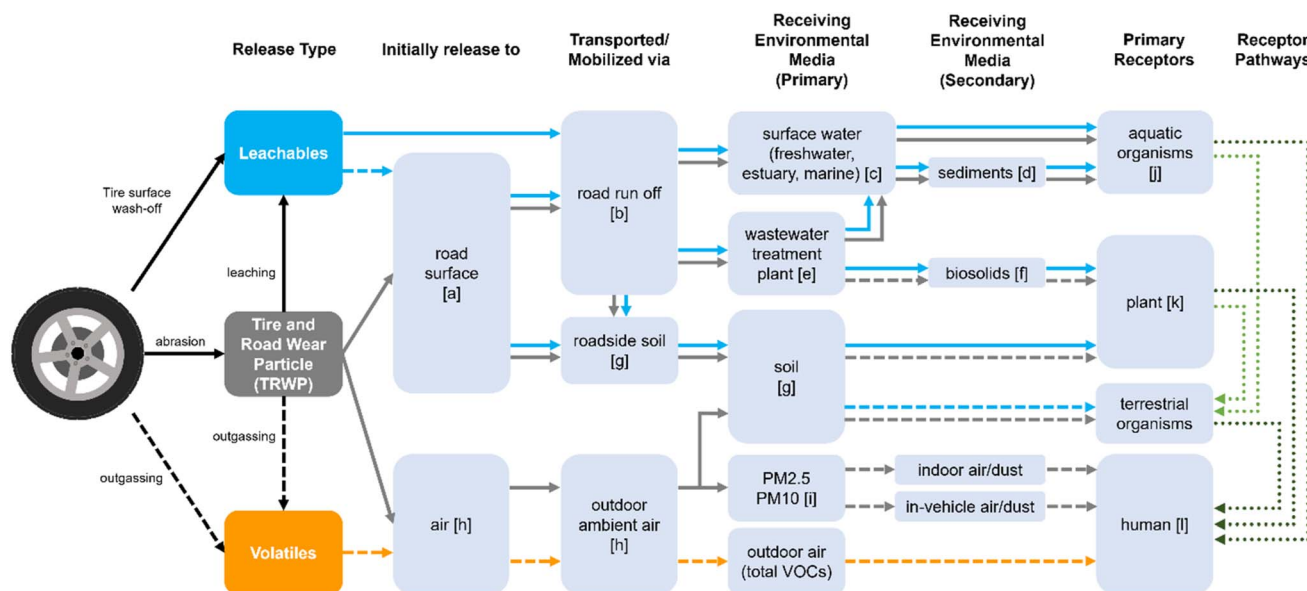 Release Type
Initially release to
Transported/
Mobilized via
Receiving
Environmental
Media
(Primary)
Receiving
Environmental
Media
(Secondary)
Primary
Receptors
Receptor
Pathways
Leachables
Tire surface
wash-off
leaching
abrasion
Tire and
Road Wear
Particle
(TRWP)
outgassing
outgassing
Volatiles
road
surface
[a]
air [h]
road run off
[b]
roadside soil
[g]
outdoor
ambient air
[h]
surface water
(freshwater,
estuary, marine) [c]
wastewater
treatment
plant [e]
soil
[g]
PM2.5
PM10 [i]
outdoor air
(total VOCs)
sediments [d]
biosolids [f]
indoor air/dust
in-vehicle air/dust
aquatic
organisms
[j]
plant [k]
terrestrial
organisms
human [l]